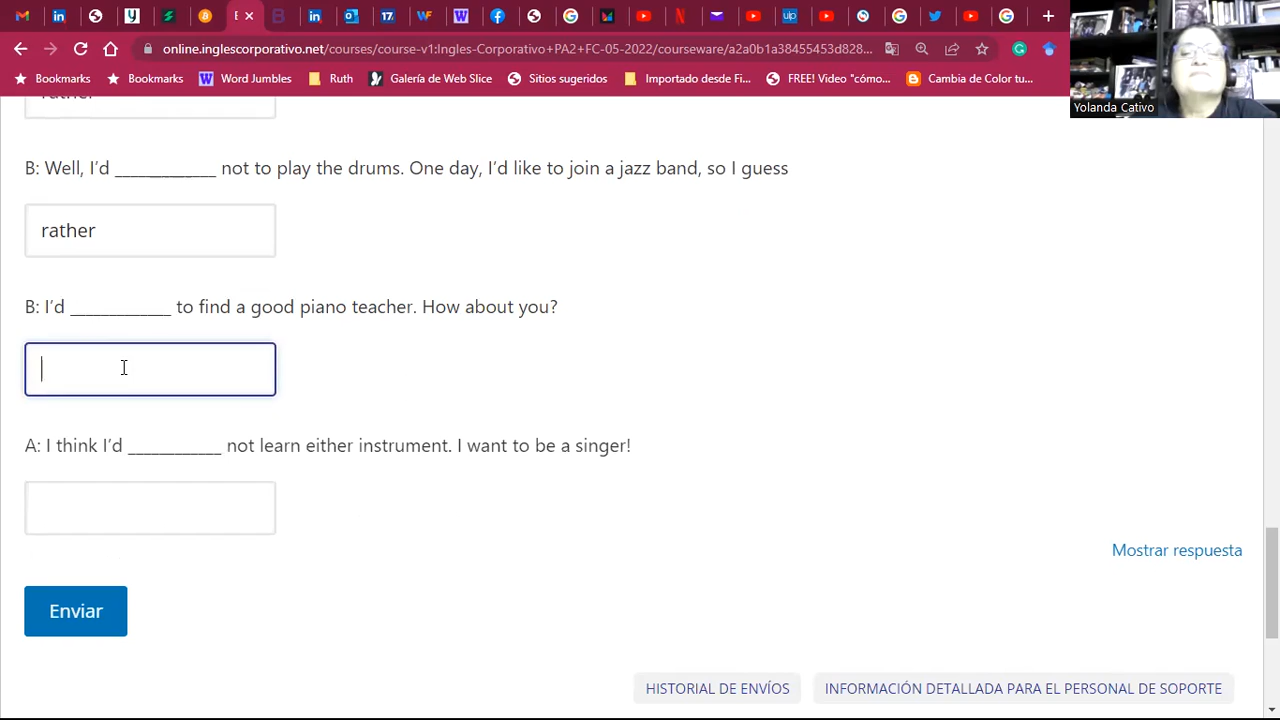 online.inglescorporativo.net/courses/course-v1:Ingles-Corporativo+PA2+FC-05-2022/courseware/a2a0b1a38455453d828...
Bookmarks Bookmarks Word Jumbles Ruth Galería de Web Slice Sitios sugeridos Importado desde Fi... FREE! Video "cómo... Cambia de Color tu...
Yolanda Cativo
rather
B: Well, I'd ____________ not to play the drums. One day, I'd like to join a jazz band, so I guess
rather
B: I'd ____________ to find a good piano teacher. How about you?
A: I think I'd ___________ not learn either instrument. I want to be a singer!
Mostrar respuesta
Enviar
HISTORIAL DE ENVÍOS INFORMACIÓN DETALLADA PARA EL PERSONAL DE SOPORTE